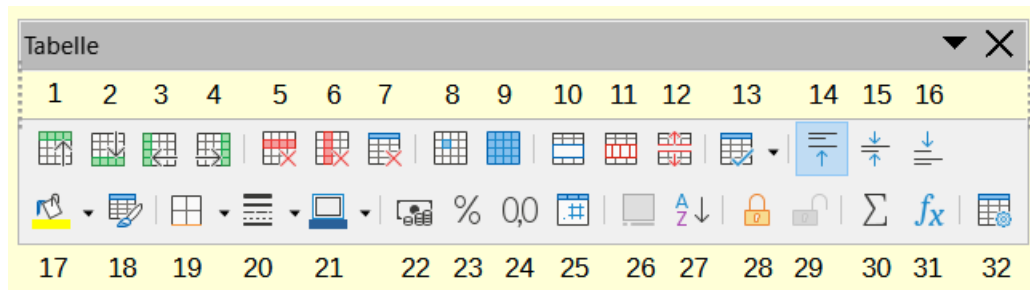 Tabelle
1 2 3 4 5 6 7 8 9 10 11 12 13 14 15 16
% 0,0 .# A Z Σ fx
17 18 19 20 21 22 23 24 25 26 27 28 29 30 31 32